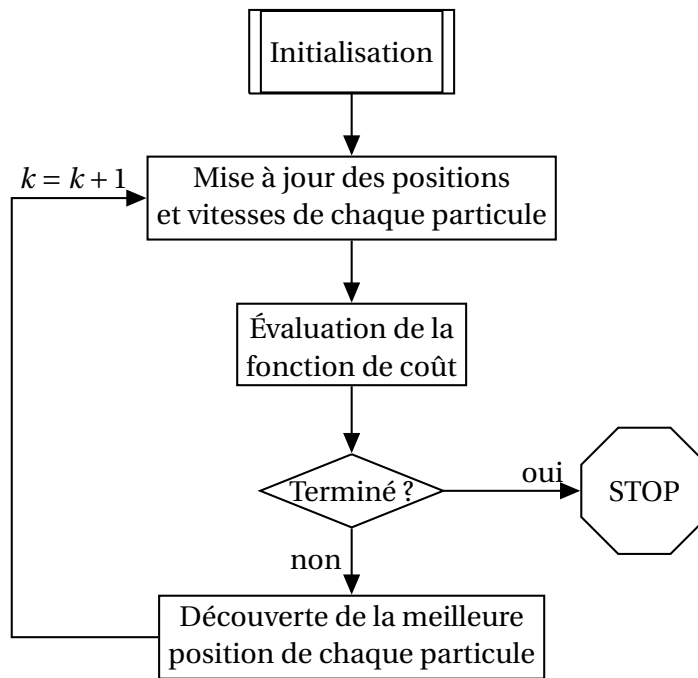 Initialisation
k = k + 1
Mise à jour des positions
et vitesses de chaque particule
Évaluation de la
fonction de coût
Terminé ?
oui
STOP
non
Découverte de la meilleure
position de chaque particule